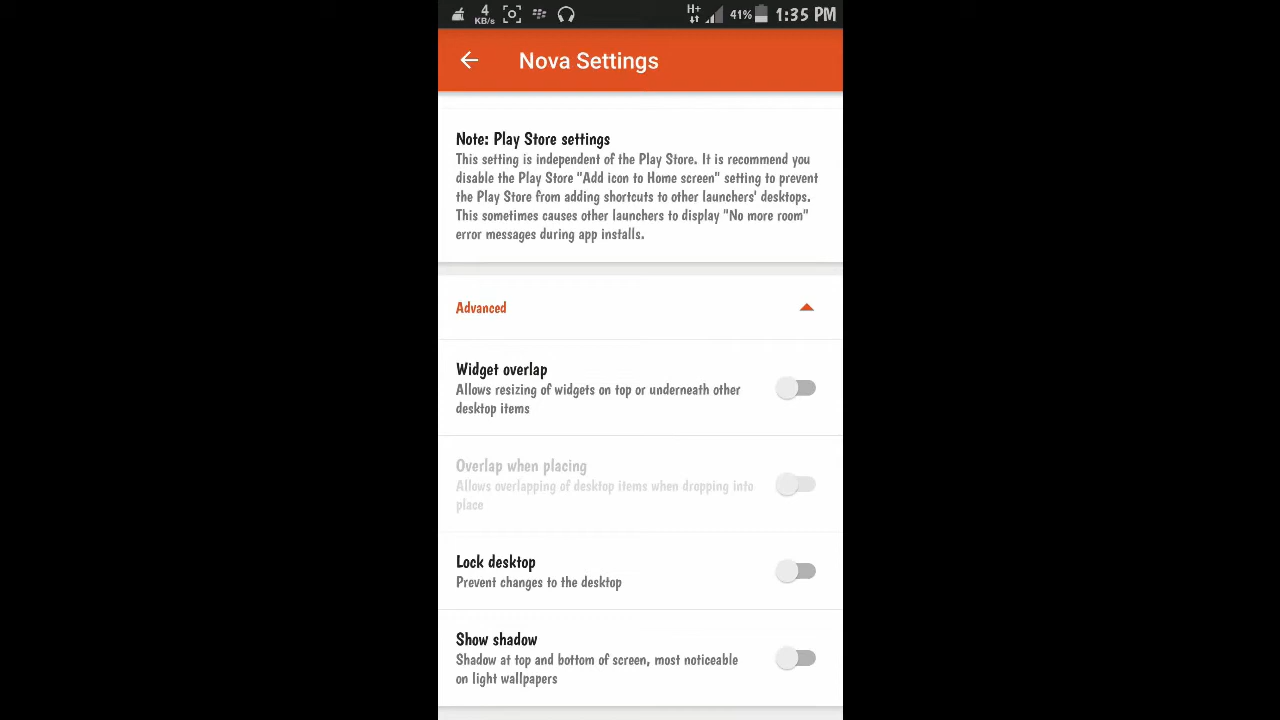 4
KB/s
H+
41%
1:35 PM
Nova Settings
Note: Play Store settings
This setting is independent of the Play Store. It is recommend you
disable the Play Store "Add icon to Home screen" setting to prevent
the Play Store from adding shortcuts to other launchers' desktops.
This sometimes causes other launchers to display "No more room"
error messages during app installs.
Advanced
Widget overlap
Allows resizing of widgets on top or underneath other
desktop items
Overlap when placing
Allows overlapping of desktop items when dropping into
place
Lock desktop
Prevent changes to the desktop
Show shadow
Shadow at top and bottom of screen, most noticeable
on light wallpapers